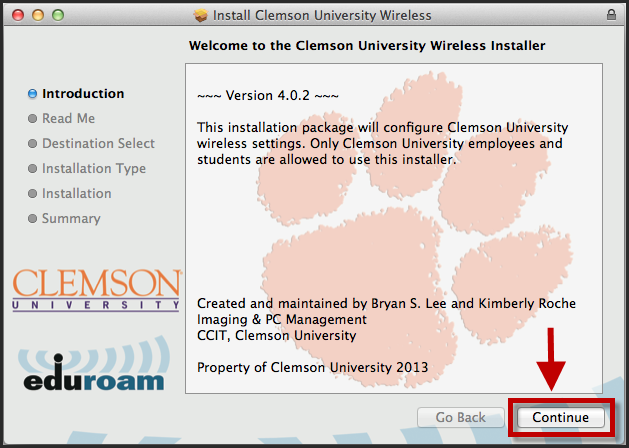 Install Clemson University Wireless
Welcome to the Clemson University Wireless Installer
Introduction
Read Me
Destination Select
Installation Type
Installation
Summary
CLEMSON
UNIVERSITY
eduroam
~~~ Version 4.0.2 ~~~
This installation package will configure Clemson University
wireless settings. Only Clemson University employees and
students are allowed to use this installer.
Created and maintained by Bryan S. Lee and Kimberly Roche
Imaging & PC Management
CCIT, Clemson University
Property of Clemson University 2013
Go Back
Continue